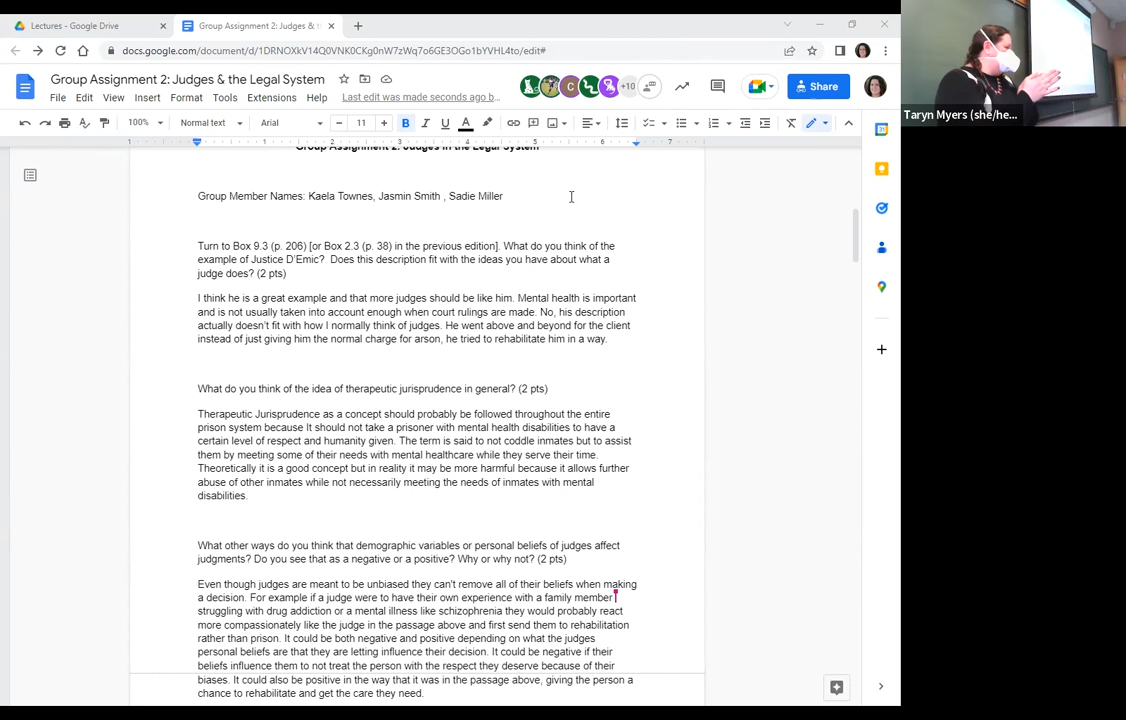 Lectures - Google Drive
Group Assignment 2: Judges & th
docs.google.com/document/d/1DRNOXkV14Q0VNK0CKg0nW7zWq7o6GE3OGo1bYVHL4to/edit#
Group Assignment 2: Judges & the Legal System
File Edit View Insert Format Tools Extensions Help Last edit was made seconds ago b...
+10
Share
100% Normal text Arial 11 B I U A
1 1 2 3 4 5 6 7
Group Assignment 2: Judges in the Legal System
Group Member Names: Kaela Townes, Jasmin Smith , Sadie Miller
Turn to Box 9.3 (p. 206) [or Box 2.3 (p. 38) in the previous edition]. What do you think of the
example of Justice D'Emic? Does this description fit with the ideas you have about what a
judge does? (2 pts)
I think he is a great example and that more judges should be like him. Mental health is important
and is not usually taken into account enough when court rulings are made. No, his description
actually doesn't fit with how I normally think of judges. He went above and beyond for the client
instead of just giving him the normal charge for arson, he tried to rehabilitate him in a way.
What do you think of the idea of therapeutic jurisprudence in general? (2 pts)
Therapeutic Jurisprudence as a concept should probably be followed throughout the entire
prison system because It should not take a prisoner with mental health disabilities to have a
certain level of respect and humanity given. The term is said to not coddle inmates but to assist
them by meeting some of their needs with mental healthcare while they serve their time.
Theoretically it is a good concept but in reality it may be more harmful because it allows further
abuse of other inmates while not necessarily meeting the needs of inmates with mental
disabilities.
What other ways do you think that demographic variables or personal beliefs of judges affect
judgments? Do you see that as a negative or a positive? Why or why not? (2 pts)
Even though judges are meant to be unbiased they can't remove all of their beliefs when making
a decision. For example if a judge were to have their own experience with a family member
struggling with drug addiction or a mental illness like schizophrenia they would probably react
more compassionately like the judge in the passage above and first send them to rehabilitation
rather than prison. It could be both negative and positive depending on what the judges
personal beliefs are that they are letting influence their decision. It could be negative if their
beliefs influence them to not treat the person with the respect they deserve because of their
biases. It could also be positive in the way that it was in the passage above, giving the person a
chance to rehabilitate and get the care they need.
Taryn Myers (she/he...